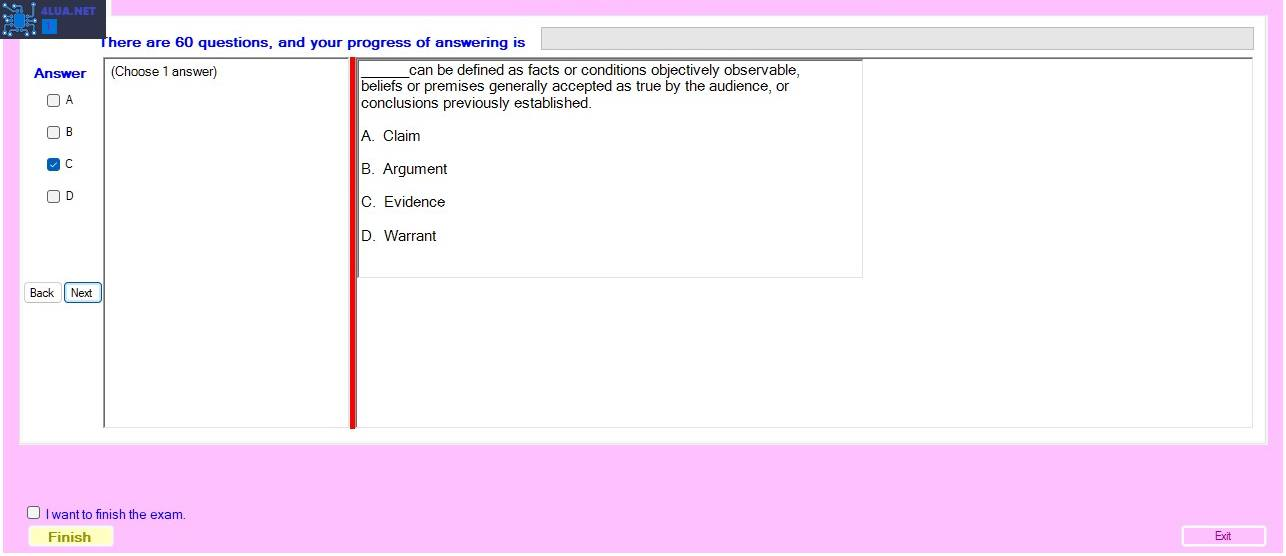 4LUA.NET
1
There are 60 questions, and your progress of answering is
Answer
(Choose 1 answer)
A
B
C
D
Back
Next
______can be defined as facts or conditions objectively observable,
beliefs or premises generally accepted as true by the audience, or
conclusions previously established.
A. Claim
B. Argument
C. Evidence
D. Warrant
I want to finish the exam.
Finish
Exit